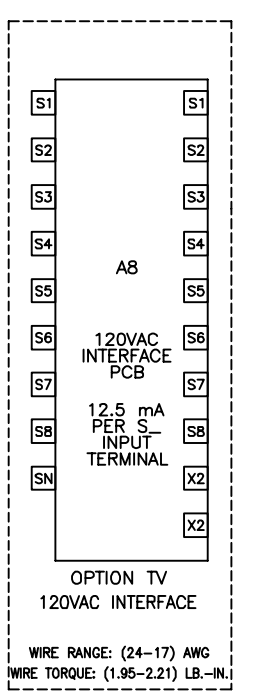 S1 S1
S2 S2
S3 S3
S4 S4
A8
S5 S5
S6 S6
120VAC
INTERFACE
PCB
S7 S7
12.5 mA
PER S_
S8 S8
INPUT
TERMINAL
SN X2
X2
OPTION TV
120VAC INTERFACE
WIRE RANGE: (24-17) AWG
WIRE TORQUE: (1.95-2.21) LB.-IN.